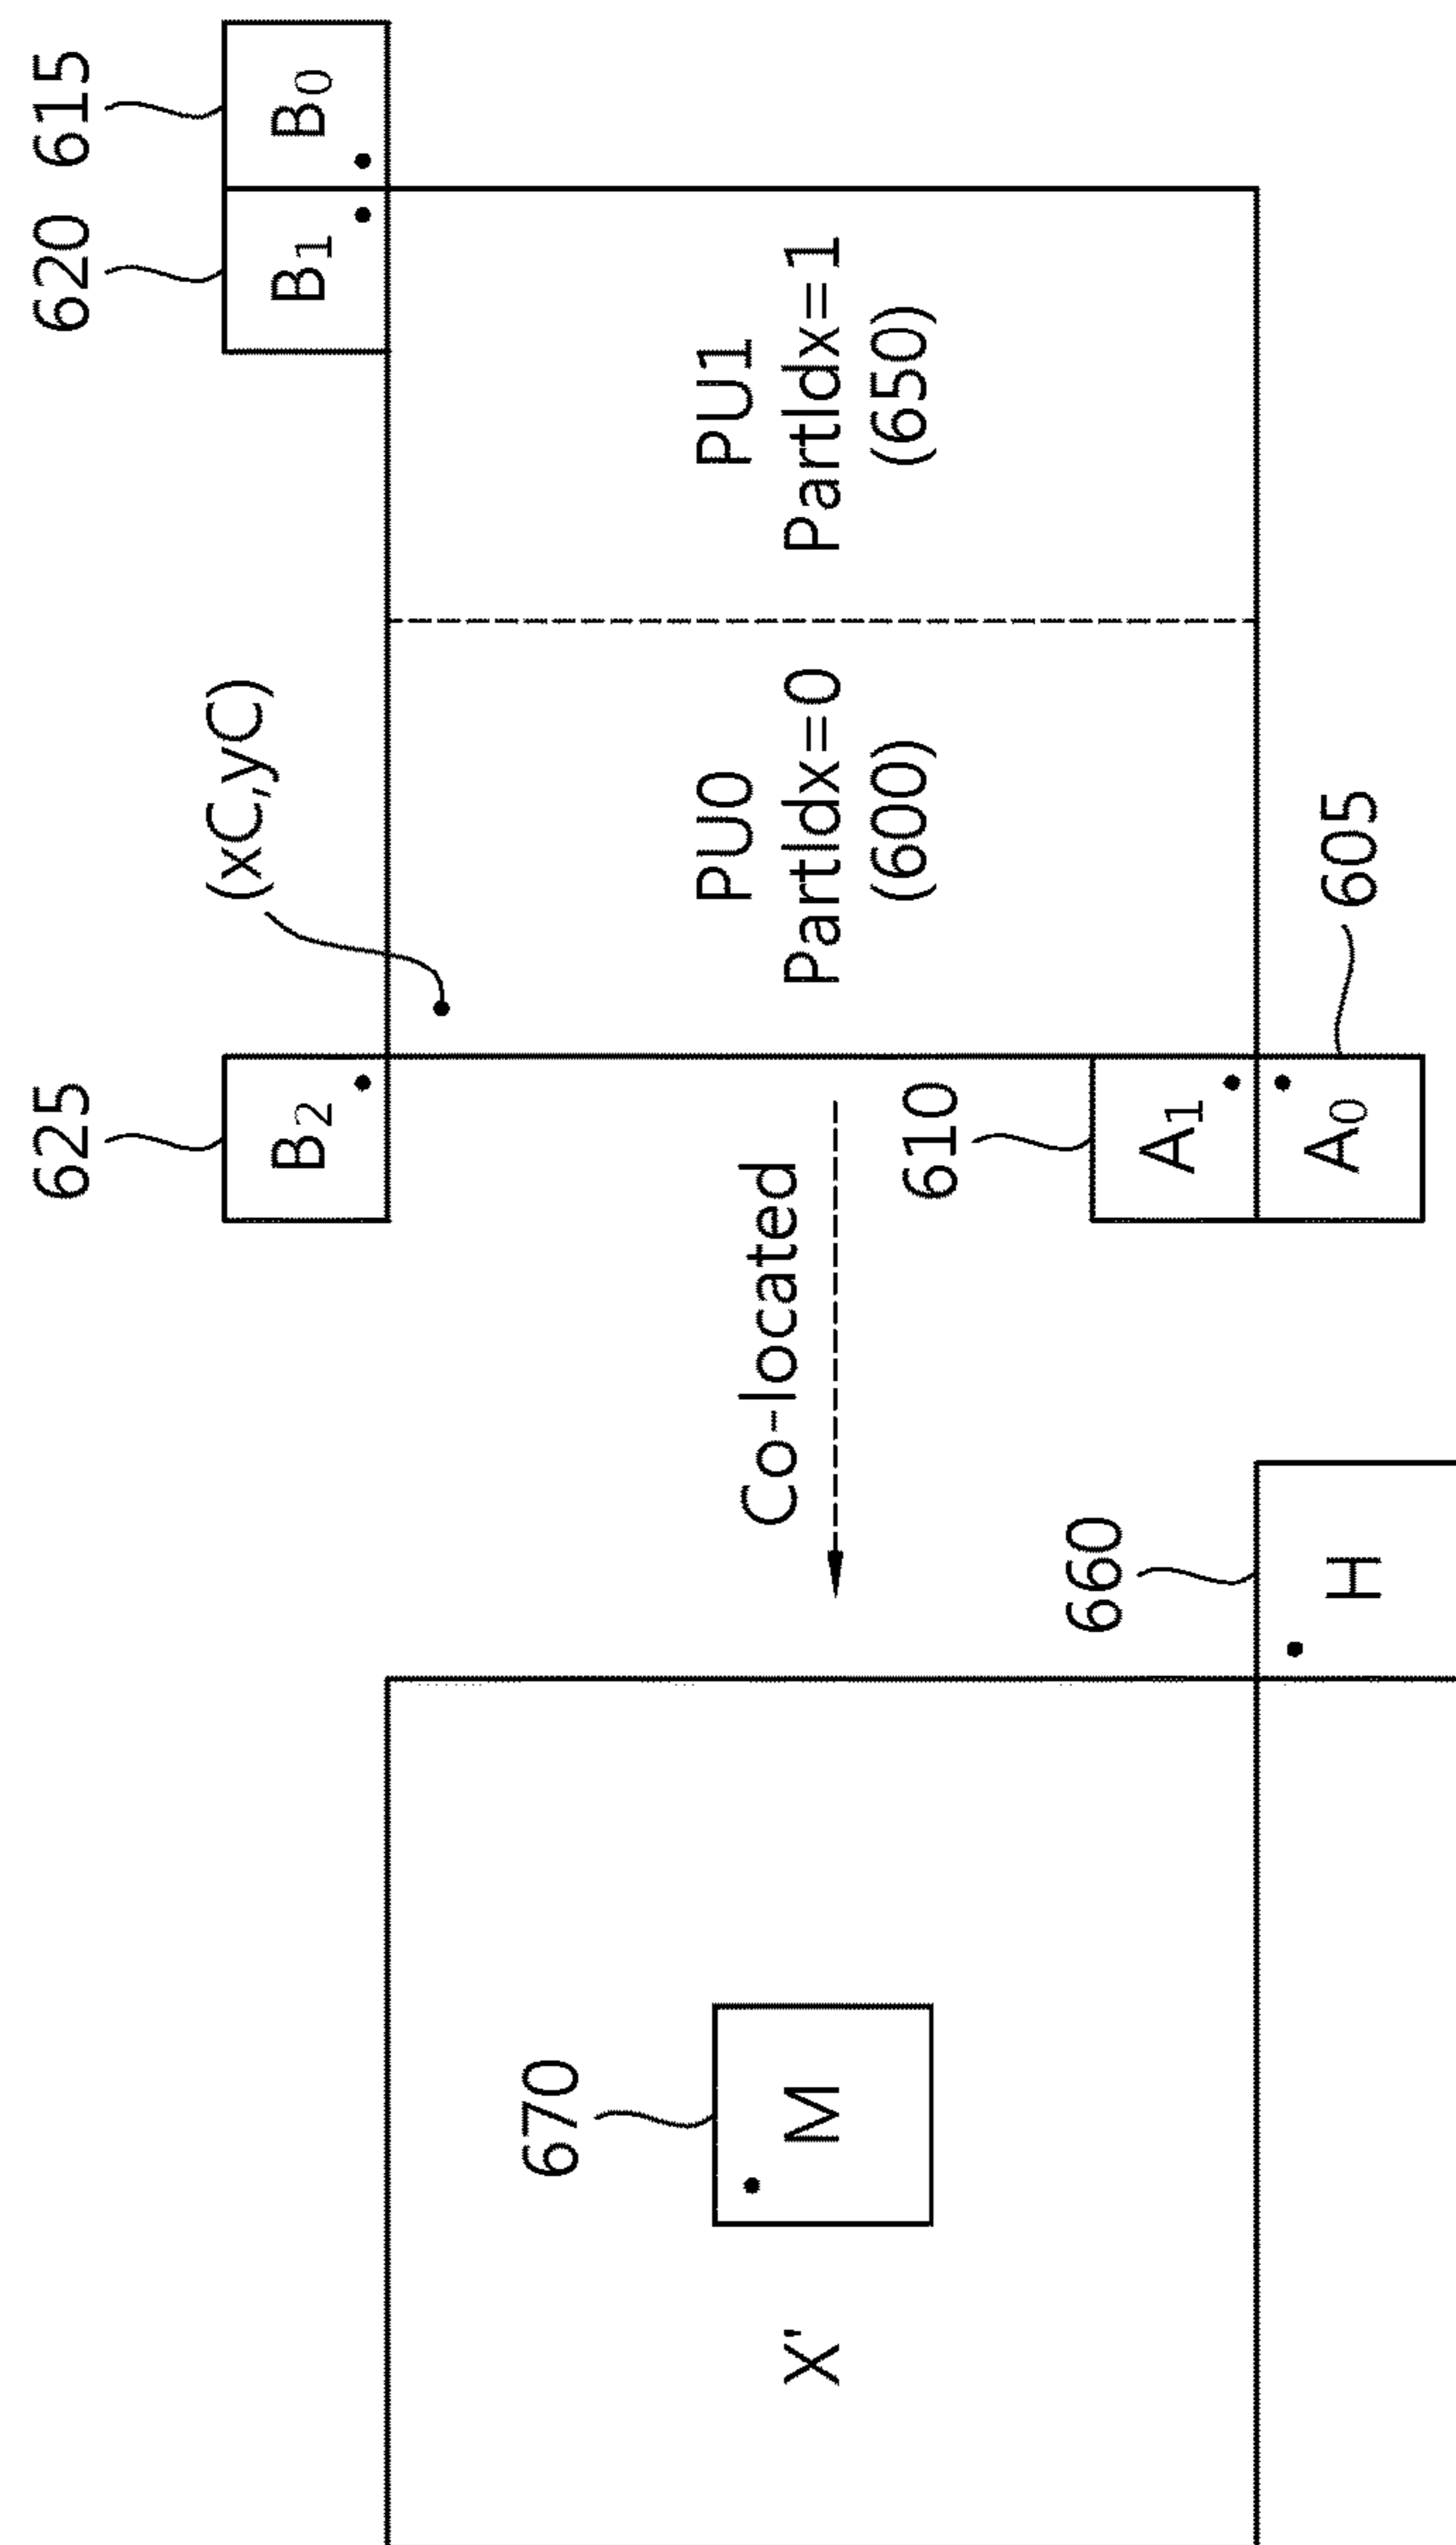 625
620
615
(xC,yC)
B₂
B₁
B₀
670
Co-located
PU0
PartIdx=0
(600)
PU1
PartIdx=1
(650)
X'
M
610
660
A₁
605
H
A₀